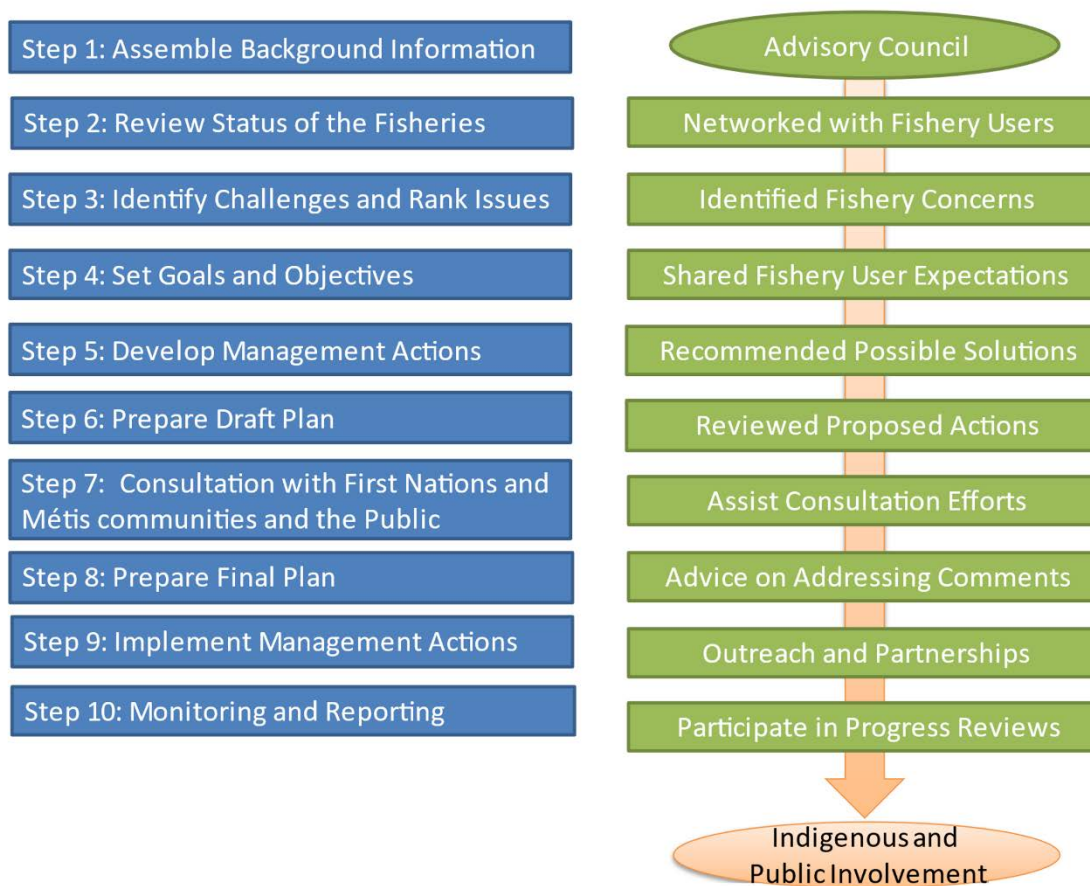 Step 1: Assemble Background Information
Step 2: Review Status of the Fisheries
Step 3: Identify Challenges and Rank Issues
Step 4: Set Goals and Objectives
Step 5: Develop Management Actions
Step 6: Prepare Draft Plan
Step 7:  Consultation with First Nations and
Métis communities and the Public
Step 8: Prepare Final Plan
Step 9: Implement Management Actions
Step 10: Monitoring and Reporting
Advisory Council
Networked with Fishery Users
Identified Fishery Concerns
Shared Fishery User Expectations
Recommended Possible Solutions
Reviewed Proposed Actions
Assist Consultation Efforts
Advice on Addressing Comments
Outreach and Partnerships
Participate in Progress Reviews
Indigenous and
Public Involvement